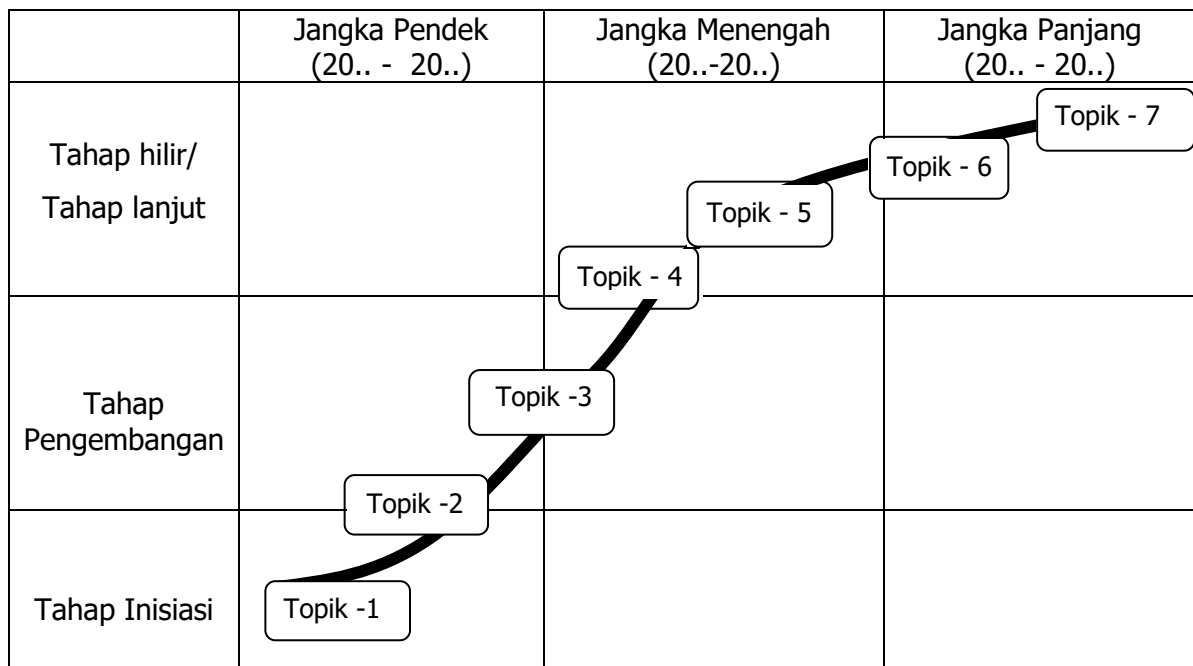 Jangka Pendek
(20.. - 20..)
Jangka Menengah
(20..-20..)
Jangka Panjang
(20.. - 20..)
Tahap hilir/
Tahap lanjut
Topik - 7
Topik - 6
Topik - 5
Topik - 4
Tahap
Pengembangan
Topik -3
Topik -2
Tahap Inisiasi
Topik -1